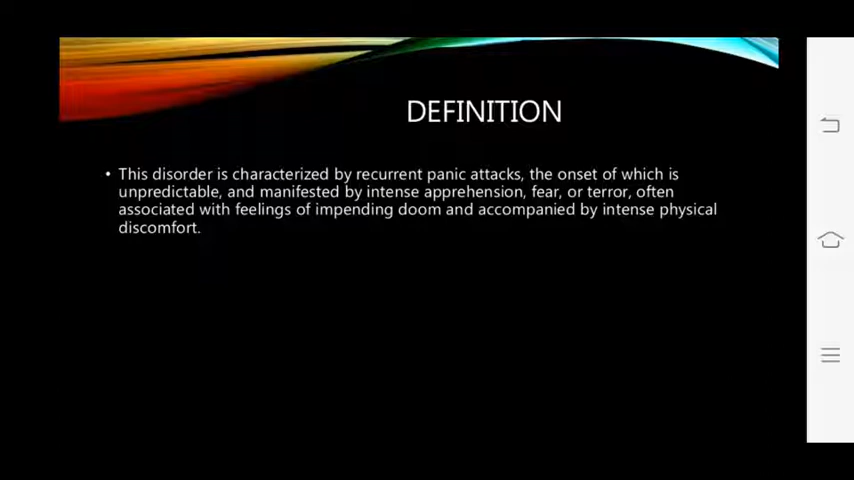 DEFINITION
• This disorder is characterized by recurrent panic attacks, the onset of which is
unpredictable, and manifested by intense apprehension, fear, or terror, often
associated with feelings of impending doom and accompanied by intense physical
discomfort.